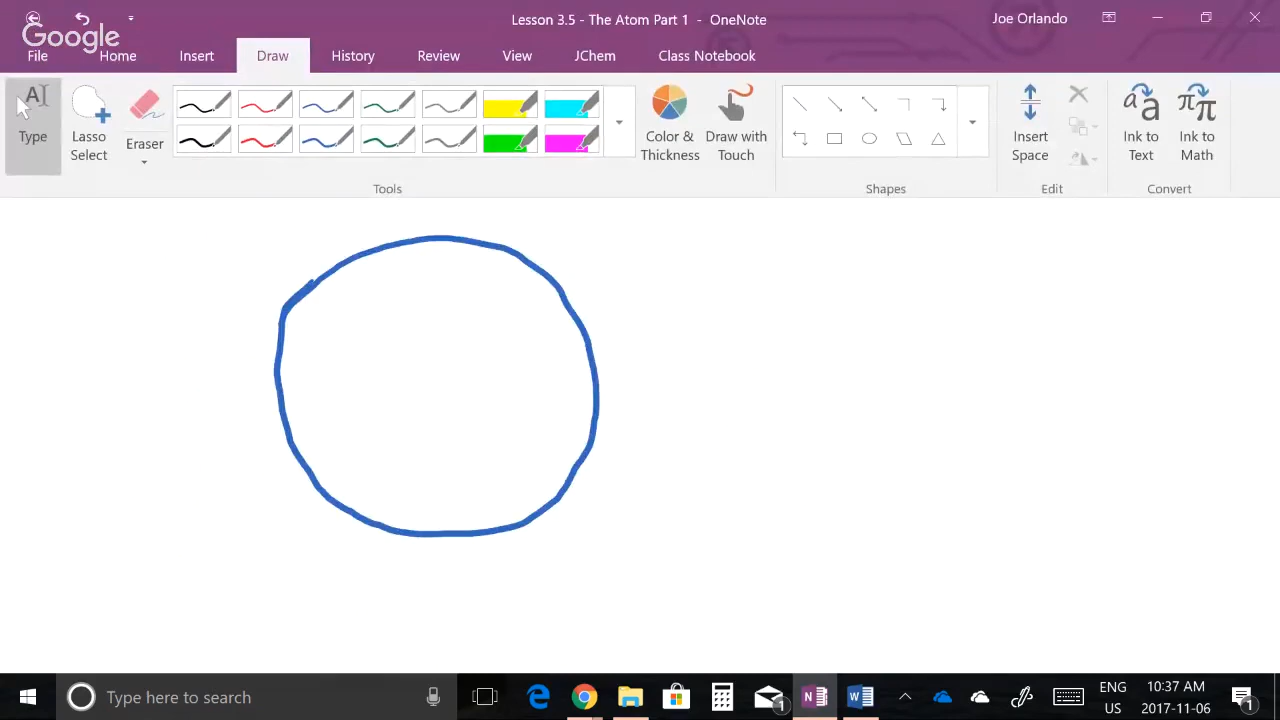 Lesson 3.5 - The Atom Part 1 - OneNote
Joe Orlando
Google
File Home Insert Draw History Review View JChem Class Notebook
Type
Lasso Select
Eraser
Color & Thickness
Draw with Touch
Insert Space
Ink to Text
Ink to Math
Tools
Shapes
Edit
Convert
Type here to search
ENG
US
10:37 AM
2017-11-06
1
1